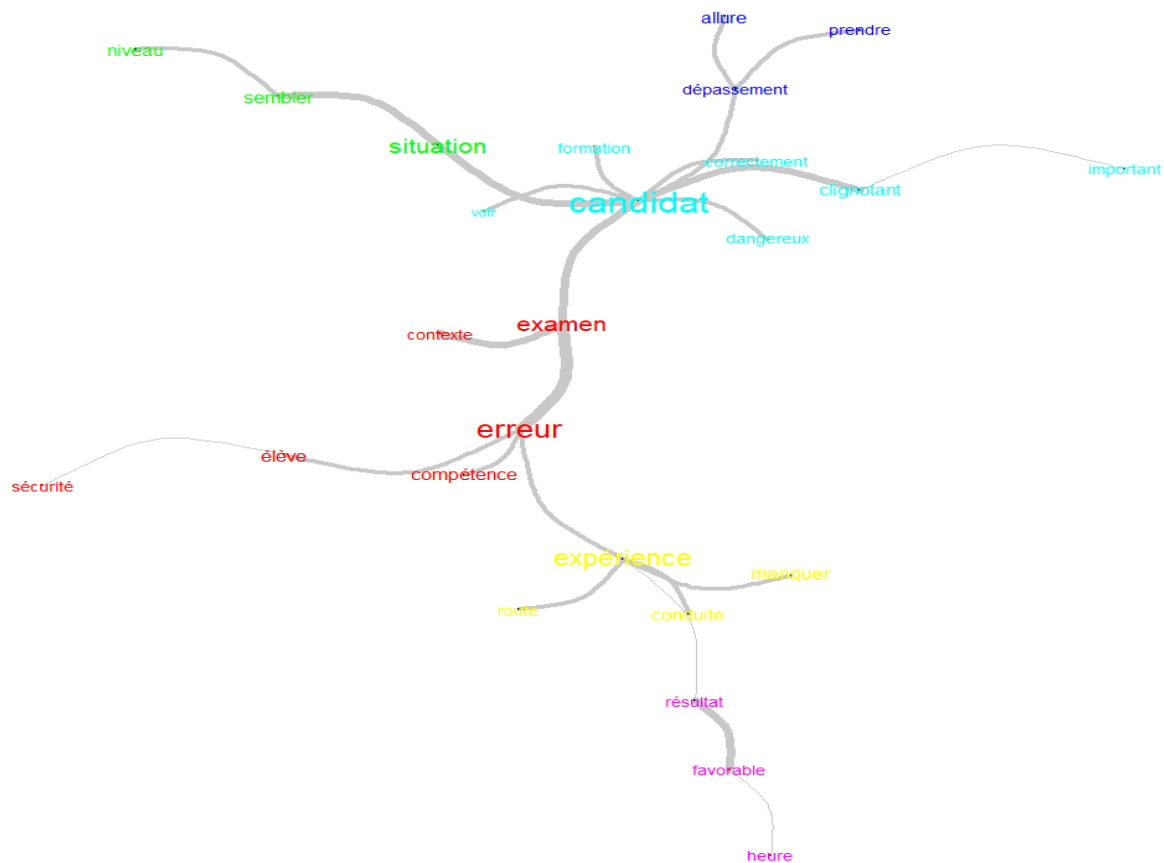 allure
prendre
niveau
dépassement
sembler
situation
formation
correctement
important
clignotant
candidat
voir
dangereux
examen
contexte
erreur
élève
compétence
sécurité
expérience
manquer
route
conduite
résultat
favorable
heure